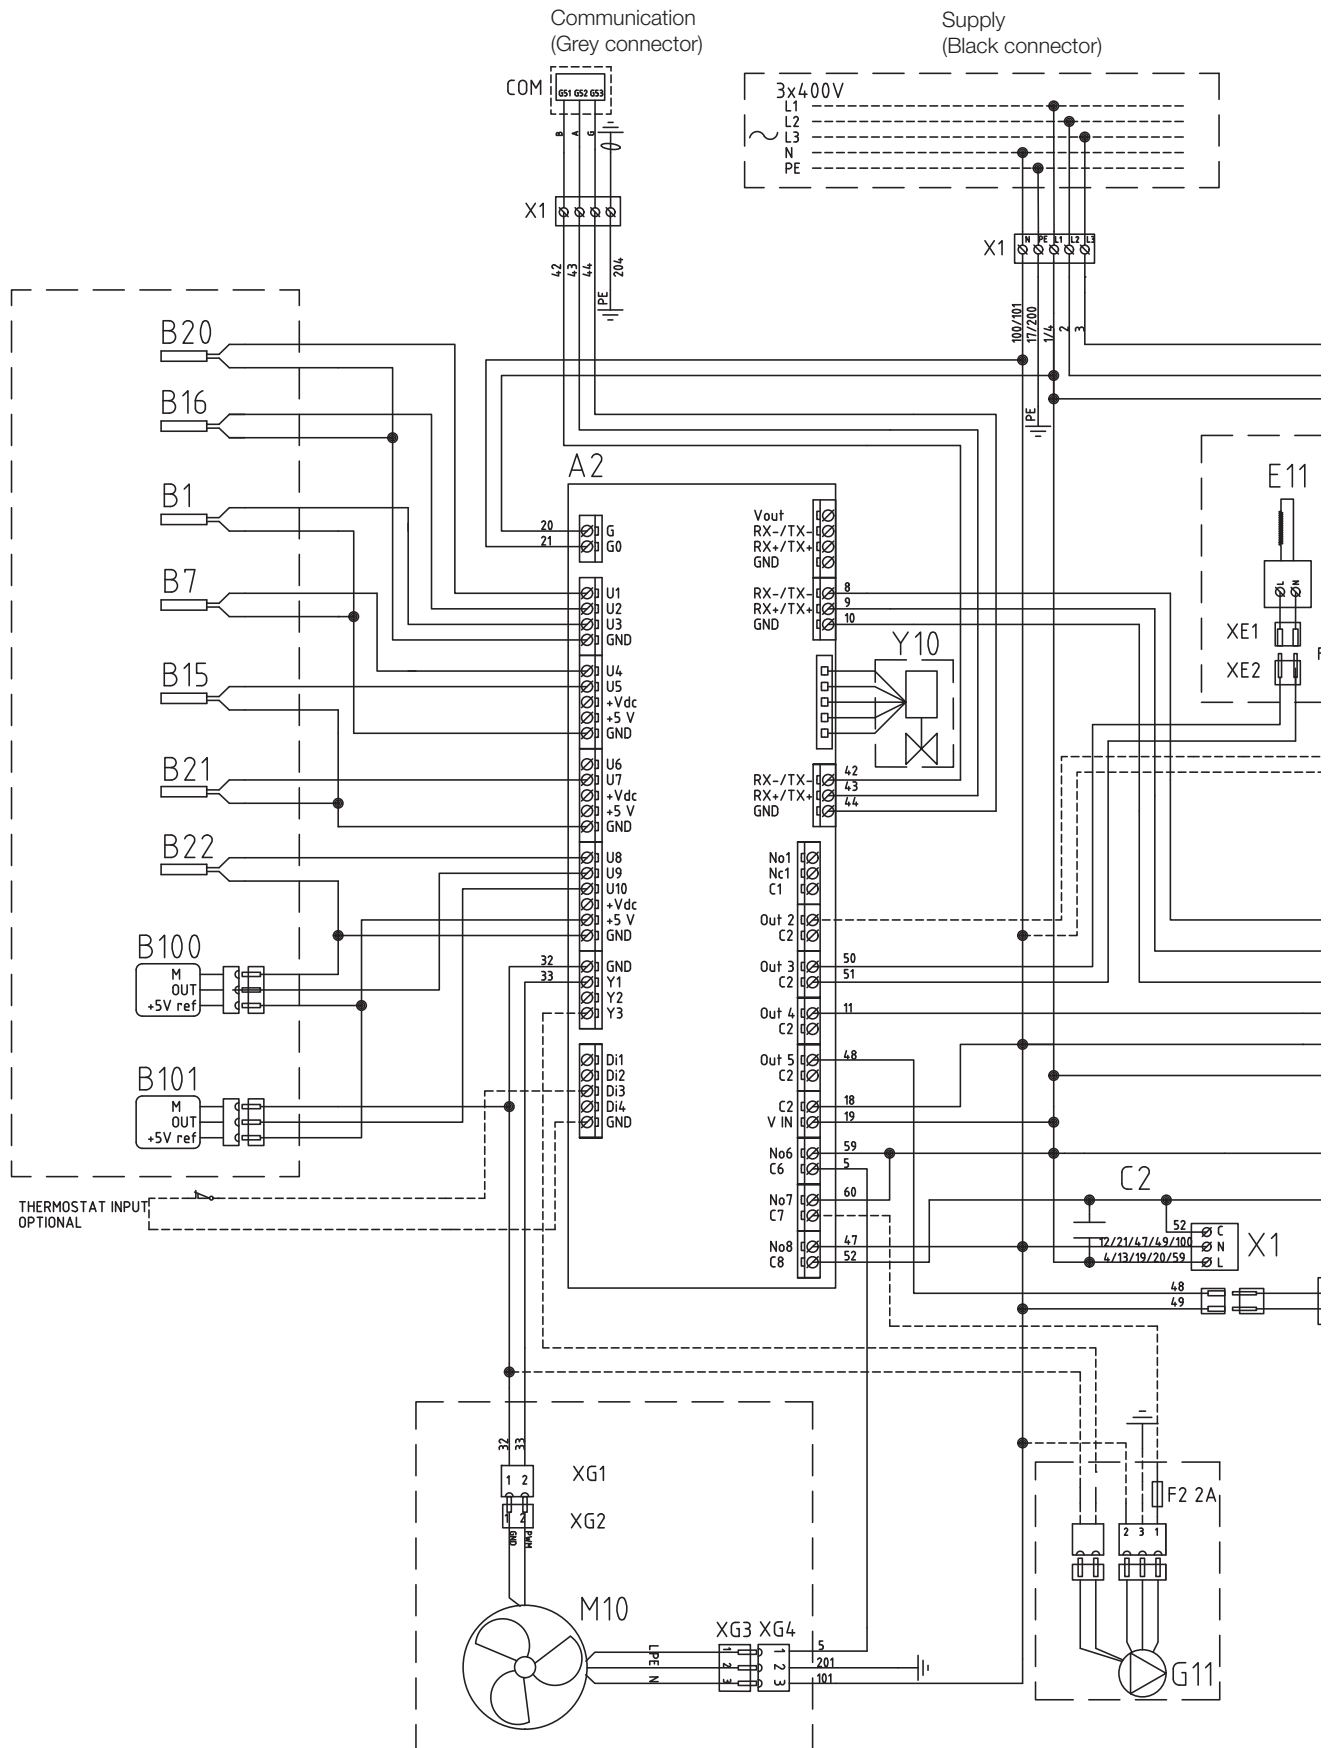 Communication
(Grey connector)
Supply
(Black connector)
COM
GS1 GS2 GS3
B A G
X1
42 43 44 PE 204
3x400V
L1
L2
L3
N
PE
X1
N PE L1 L2 L3
100/101 17/200 1/4 2 3
PE
B20
B16
B1
B7
B15
B21
B22
B100
M
OUT
+5V ref
B101
M
OUT
+5V ref
THERMOSTAT INPUT
OPTIONAL
A2
20 G
21 G0
U1
U2
U3
GND
U4
U5
+Vdc
+5 V
GND
U6
U7
+Vdc
+5 V
GND
U8
U9
U10
+Vdc
+5 V
GND
32 GND
33 Y1
Y2
Y3
Di1
Di2
Di3
Di4
GND
Vout
RX-/TX-
RX+/TX+
GND
RX-/TX- 8
RX+/TX+ 9
GND 10
Y10
RX-/TX- 42
RX+/TX+ 43
GND 44
No1
Nc1
C1
Out 2
C2
Out 3 50
C2 51
Out 4 11
C2
Out 5 48
C2
C2 18
V IN 19
No6 59
C6 5
No7 60
C7
No8 47
C8 52
E11
L N
XE1
XE2
F
C2
52 C
12/21/47/49/100 N
4/13/19/20/59 L
X1
48
49
32 33
1 2
XG1
1 2
XG2
GND PWM
M10
L PE N
XG3 XG4
1 1 5
2 2 201
3 3 101
F2 2A
2 3 1
G11